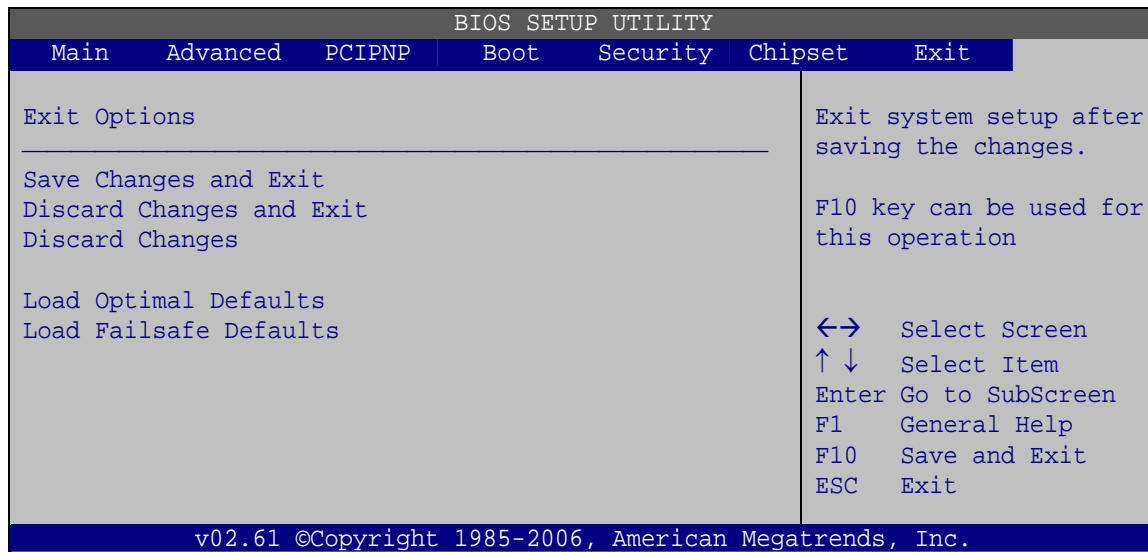 BIOS SETUP UTILITY
Main Advanced PCIPNP Boot Security Chipset Exit
Exit Options
Save Changes and Exit
Discard Changes and Exit
Discard Changes
Load Optimal Defaults
Load Failsafe Defaults
Exit system setup after
saving the changes.
F10 key can be used for
this operation
←→ Select Screen
↑ ↓ Select Item
Enter Go to SubScreen
F1 General Help
F10 Save and Exit
ESC Exit
v02.61 ©Copyright 1985-2006, American Megatrends, Inc.